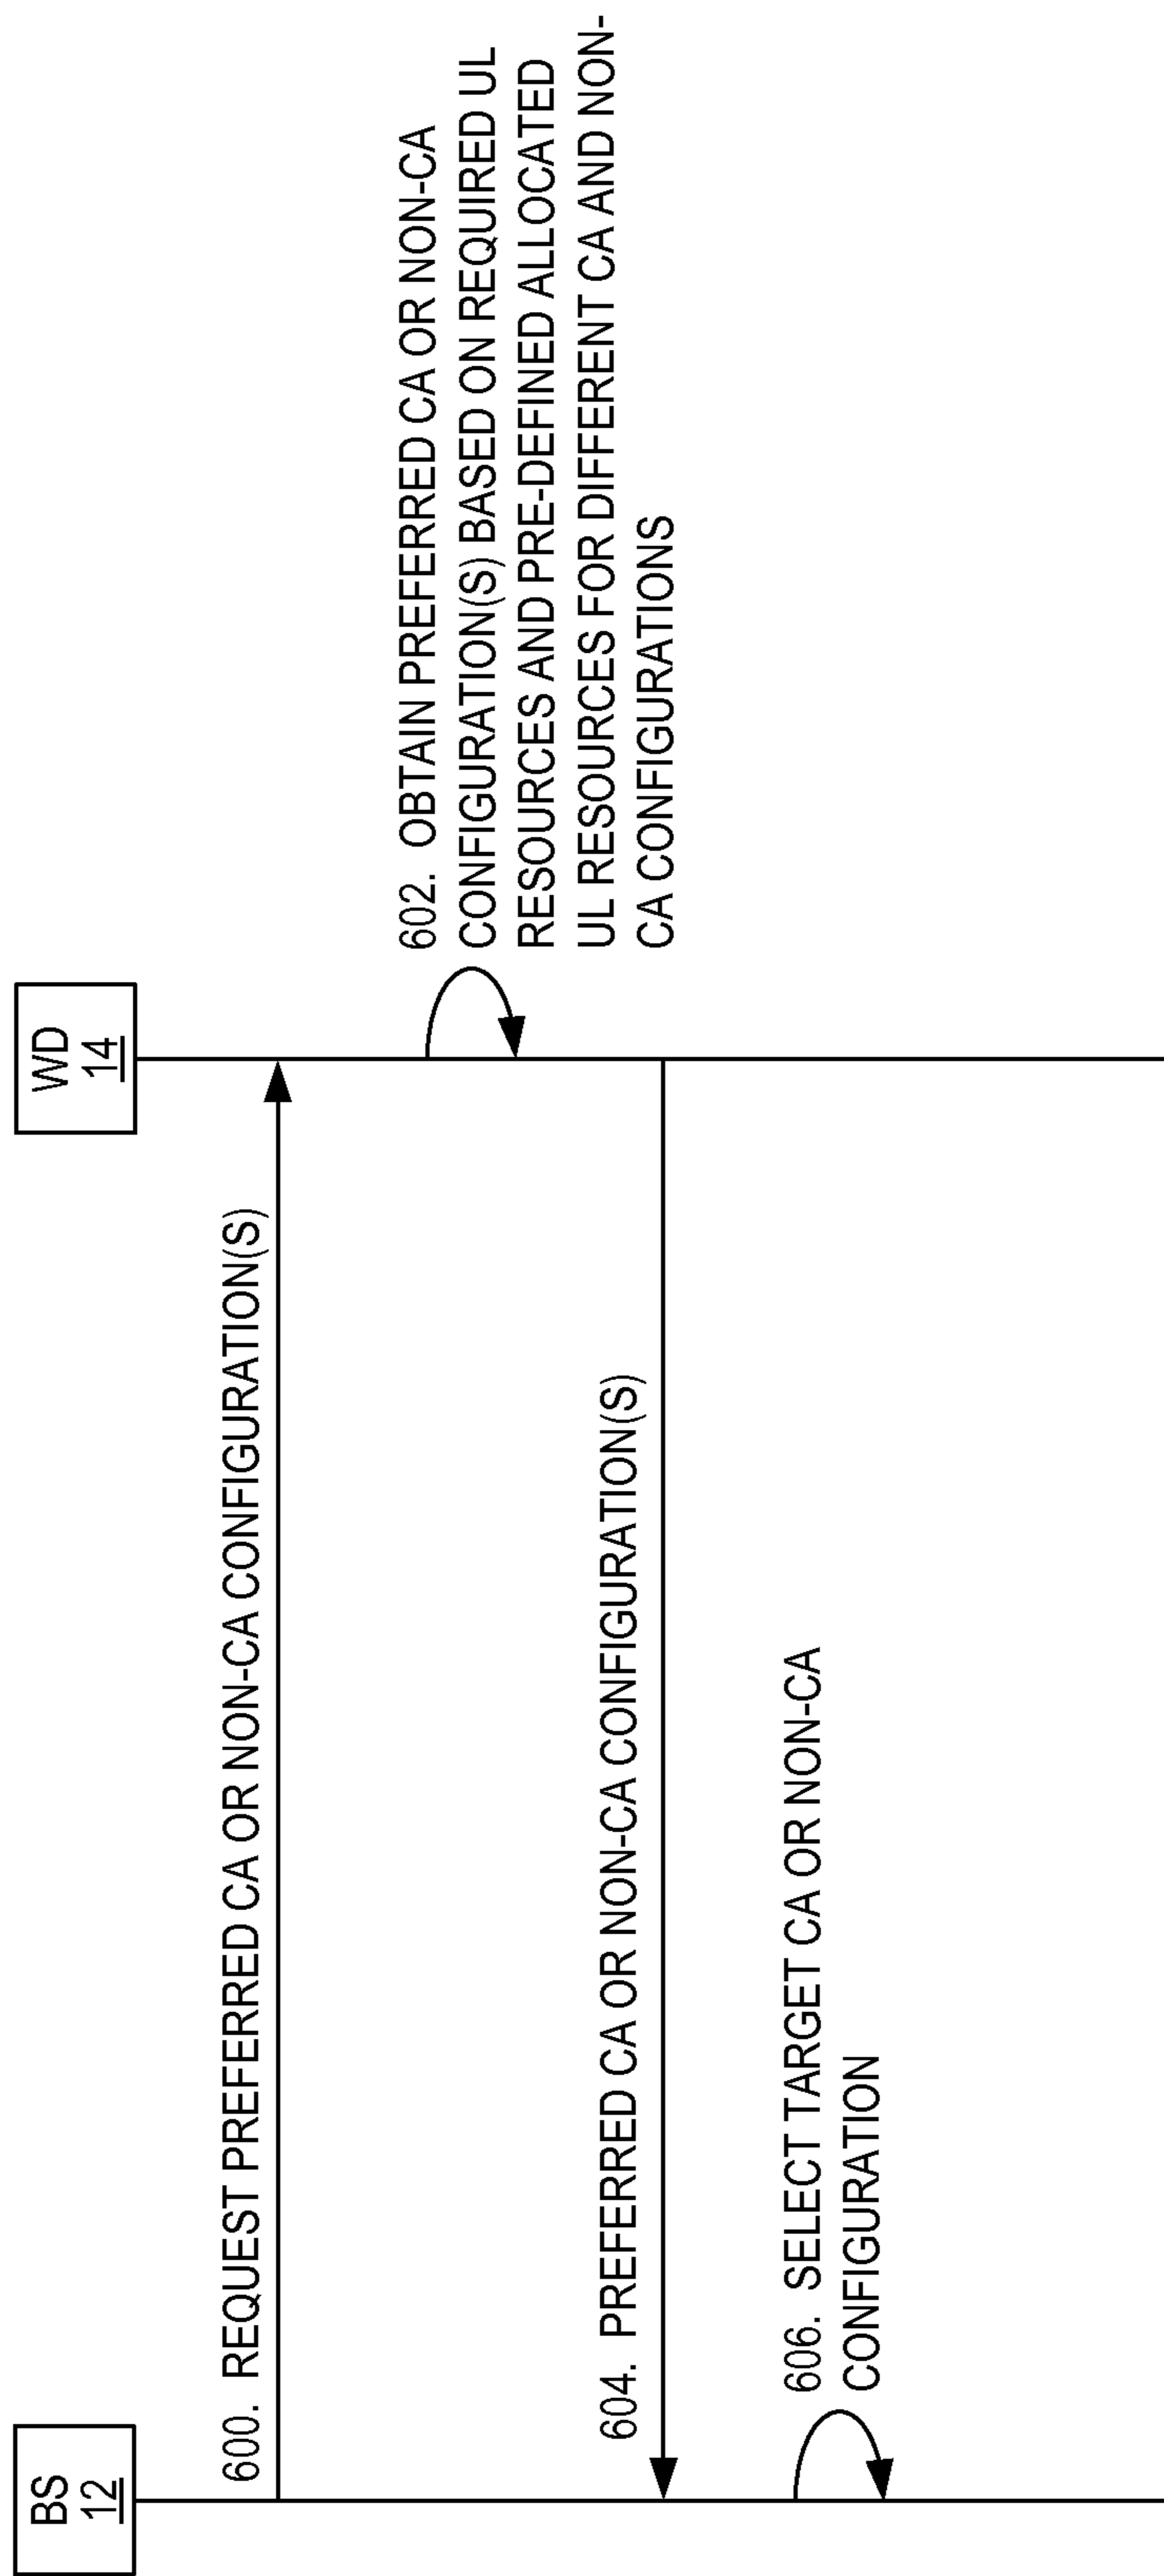 BS
12
WD
14
600. REQUEST PREFERRED CA OR NON-CA CONFIGURATION(S)
602. OBTAIN PREFERRED CA OR NON-CA
CONFIGURATION(S) BASED ON REQUIRED UL
RESOURCES AND PRE-DEFINED ALLOCATED
UL RESOURCES FOR DIFFERENT CA AND NON-
CA CONFIGURATIONS
604. PREFERRED CA OR NON-CA CONFIGURATION(S)
606. SELECT TARGET CA OR NON-CA
CONFIGURATION